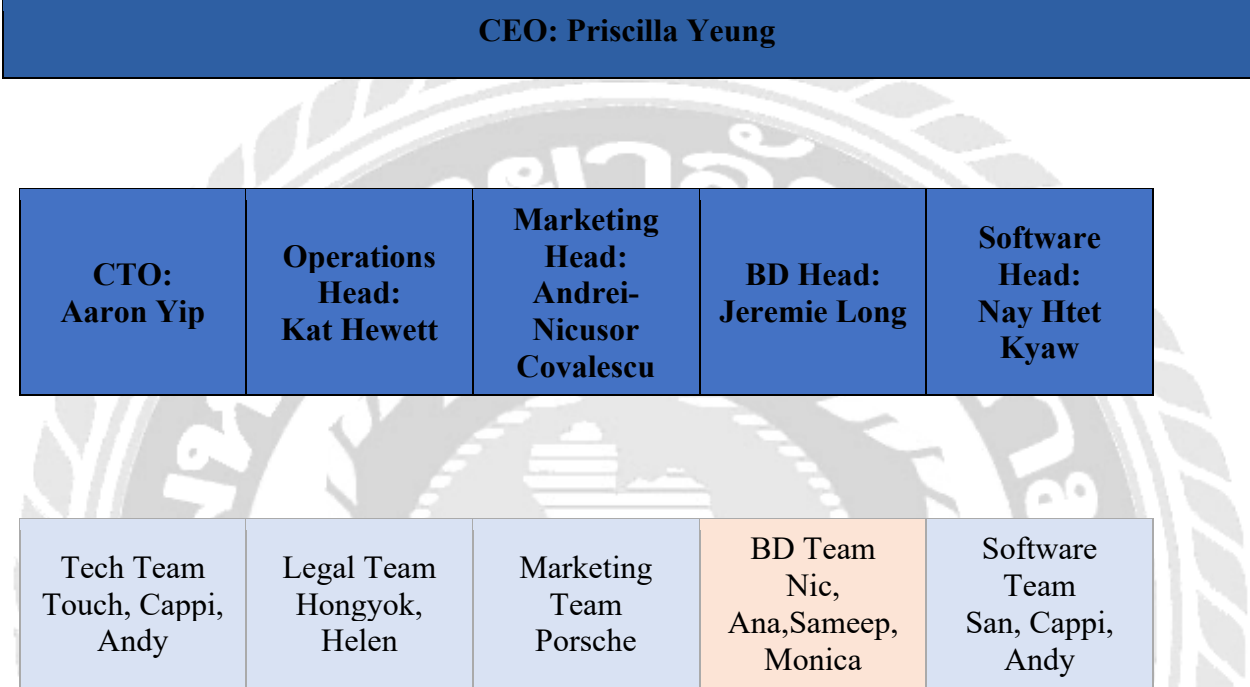 CEO: Priscilla Yeung
CTO:
Aaron Yip
Operations
Head:
Kat Hewett
Marketing
Head:
Andrei-
Nicusor
Covalescu
BD Head:
Jeremie Long
Software
Head:
Nay Htet
Kyaw
Tech Team
Touch, Cappi,
Andy
Legal Team
Hongyok,
Helen
Marketing
Team
Porsche
BD Team
Nic,
Ana,Sameep,
Monica
Software
Team
San, Cappi,
Andy